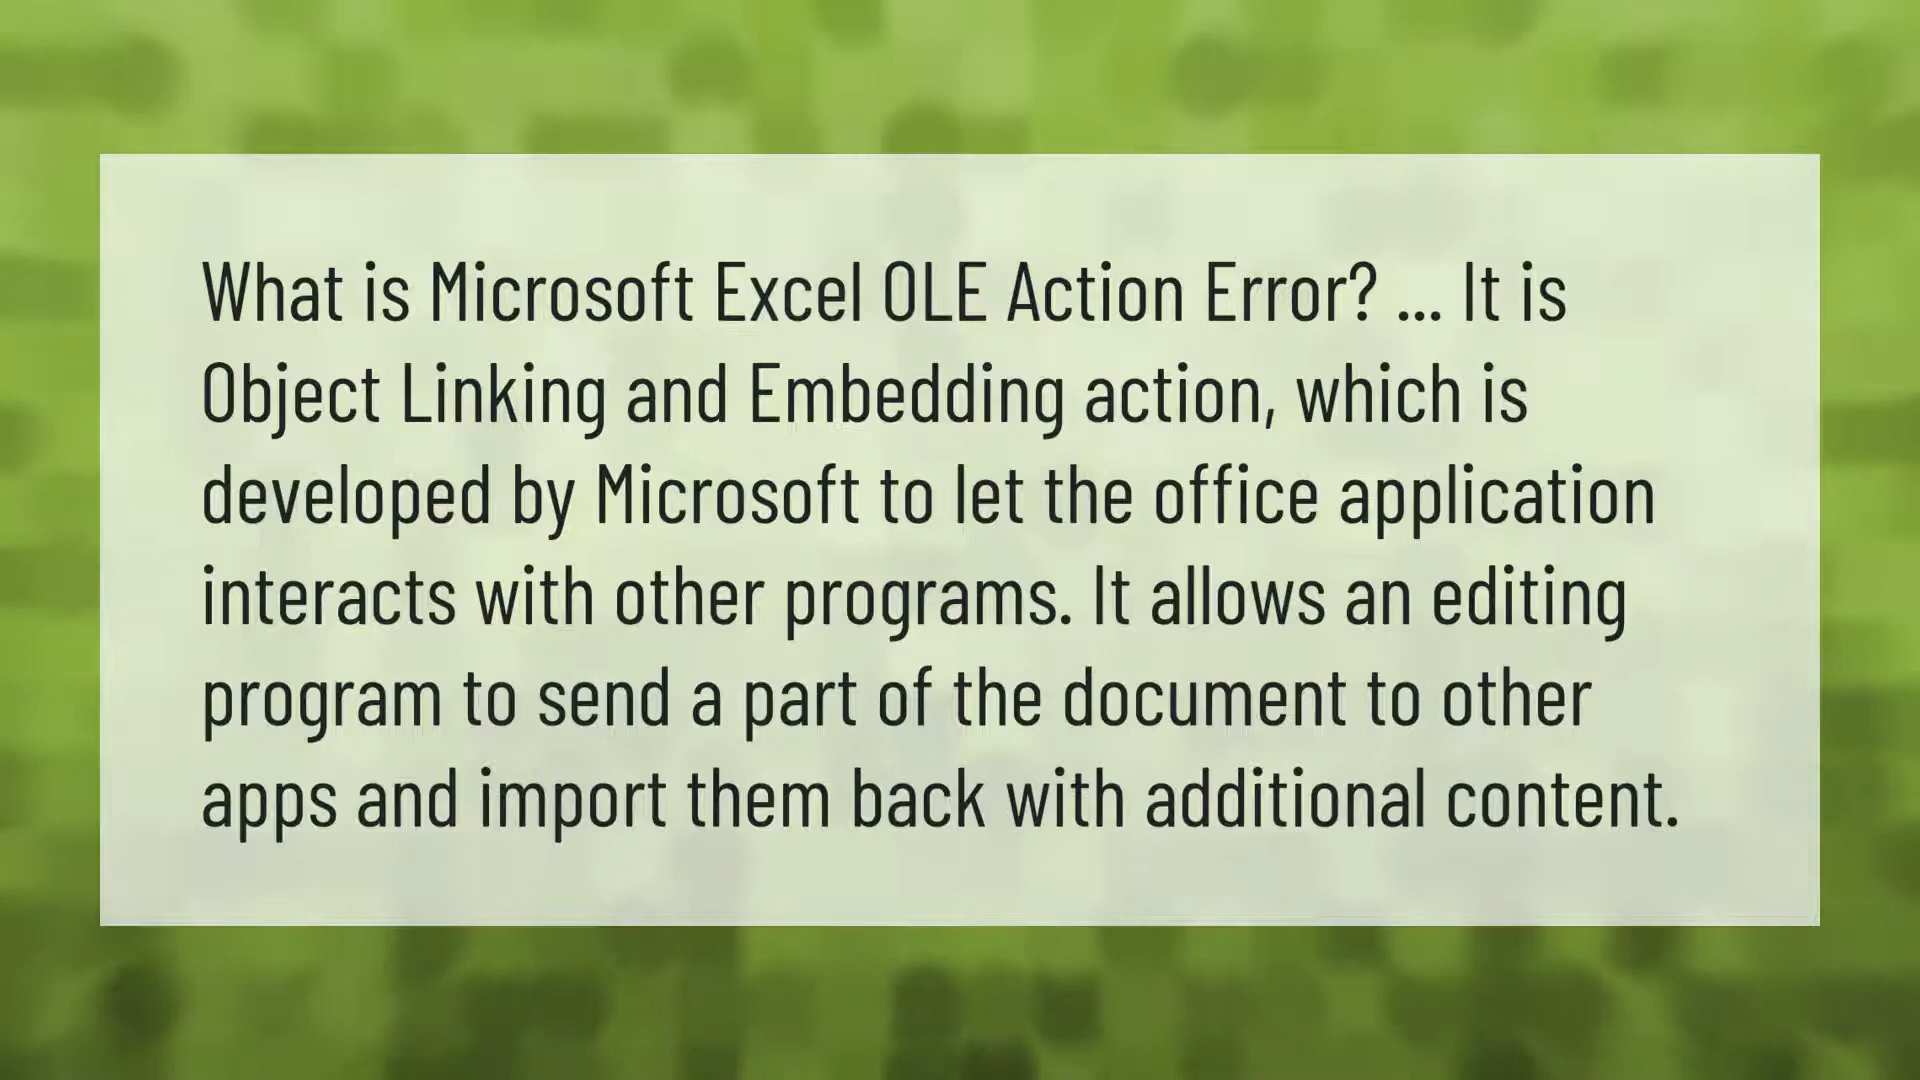 What is Microsoft Excel OLE Action Error? ... It is
Object Linking and Embedding action, which is
developed by Microsoft to let the office application
interacts with other programs. It allows an editing
program to send a part of the document to other
apps and import them back with additional content.